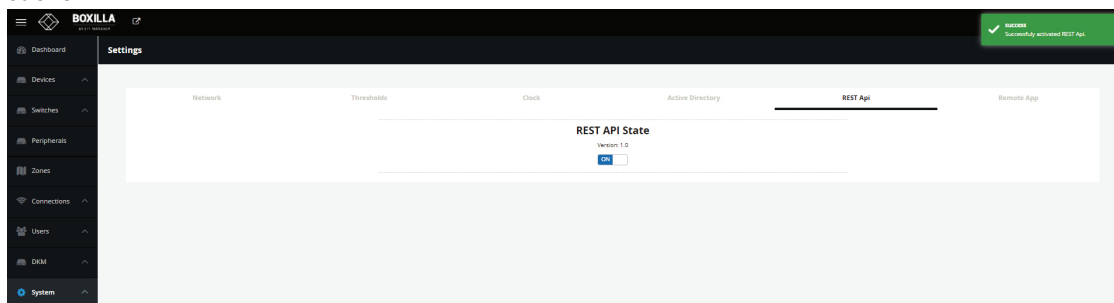 BOXILLA
success
Successfuly activated REST Api.
Dashboard
Settings
Devices
Network Thresholds Clock Active Directory REST Api Remote App
Switches
REST API State
Peripherals
Version: 1.0
ON
Zones
Connections
Users
DKM
System